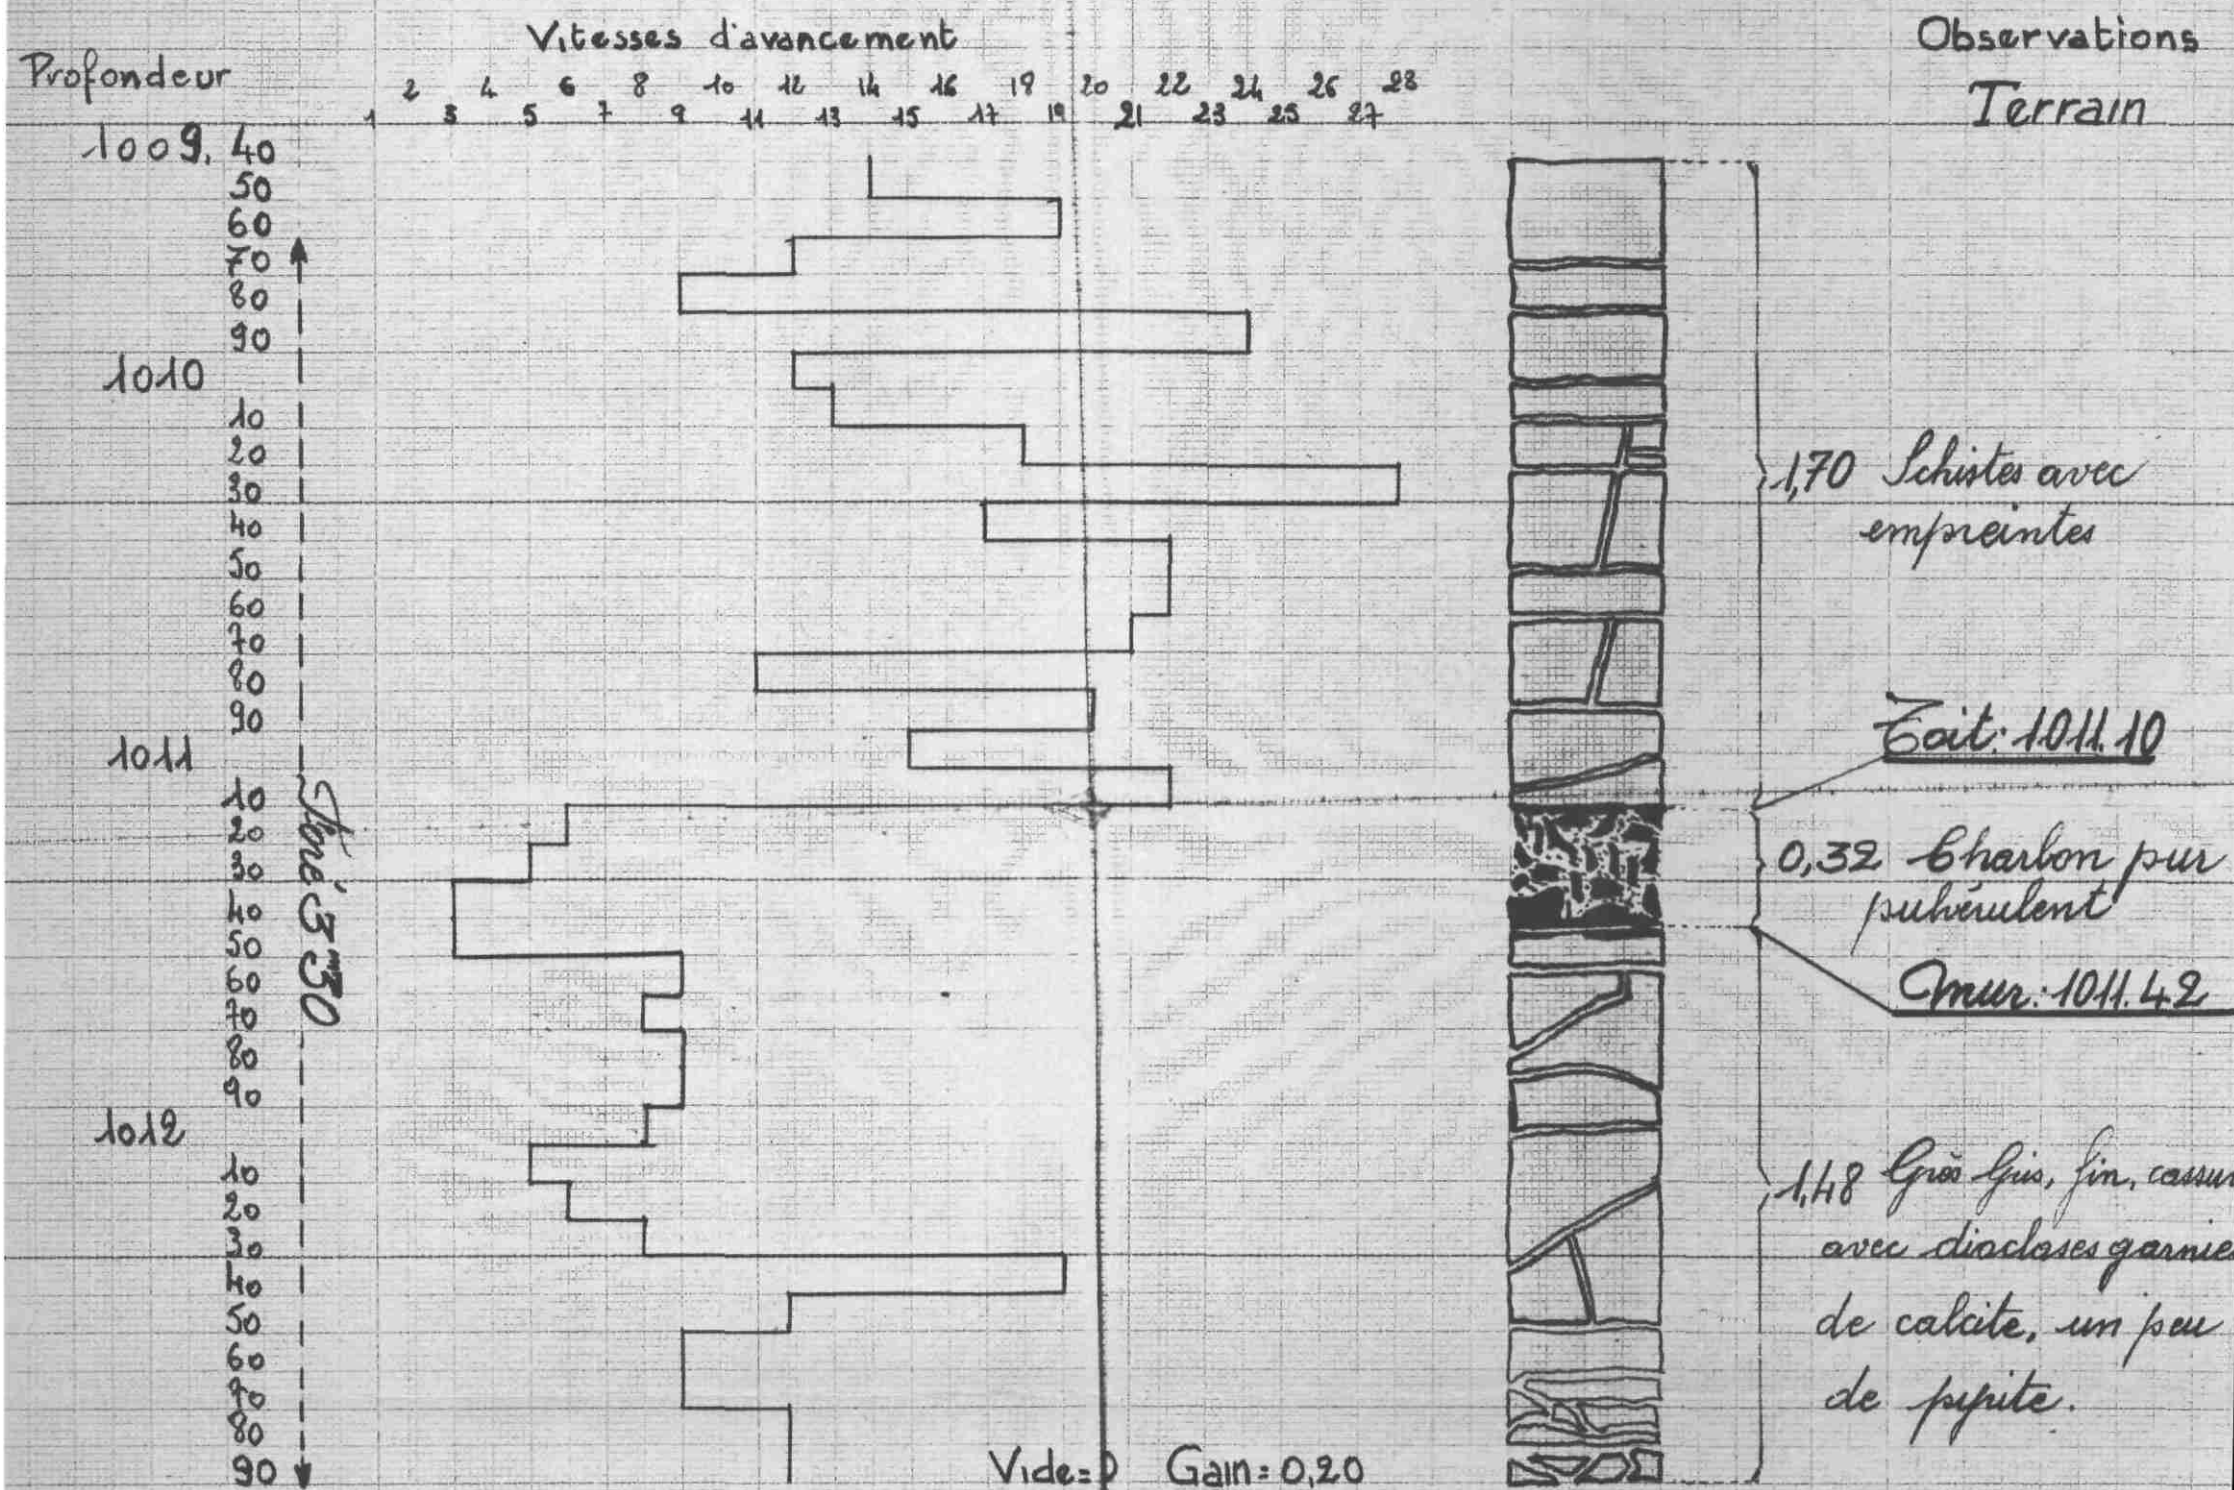 Vitesses d'avancement
Observations
Profondeur
Terrain
2 4 6 8 10 12 14 16 18 20 22 24 26 28
1 3 5 7 9 11 13 15 17 19 21 23 25 27
1009,40
50
60
70
80
90
1010
10
20
30
40
50
60
70
80
90
1011
10
20
30
40
50
60
70
80
90
1012
10
20
30
40
50
60
70
80
90
3m30
1,70 Schistes avec
empreintes
Toit: 1011.10
0,32 Charbon pur
pulvérulent
Mur: 1011.42
1,48 Grès Gris, fin, cassur
avec diaclases garnies
de calcite, un peu
de pyrite.
Vide=0 Gain=0,20